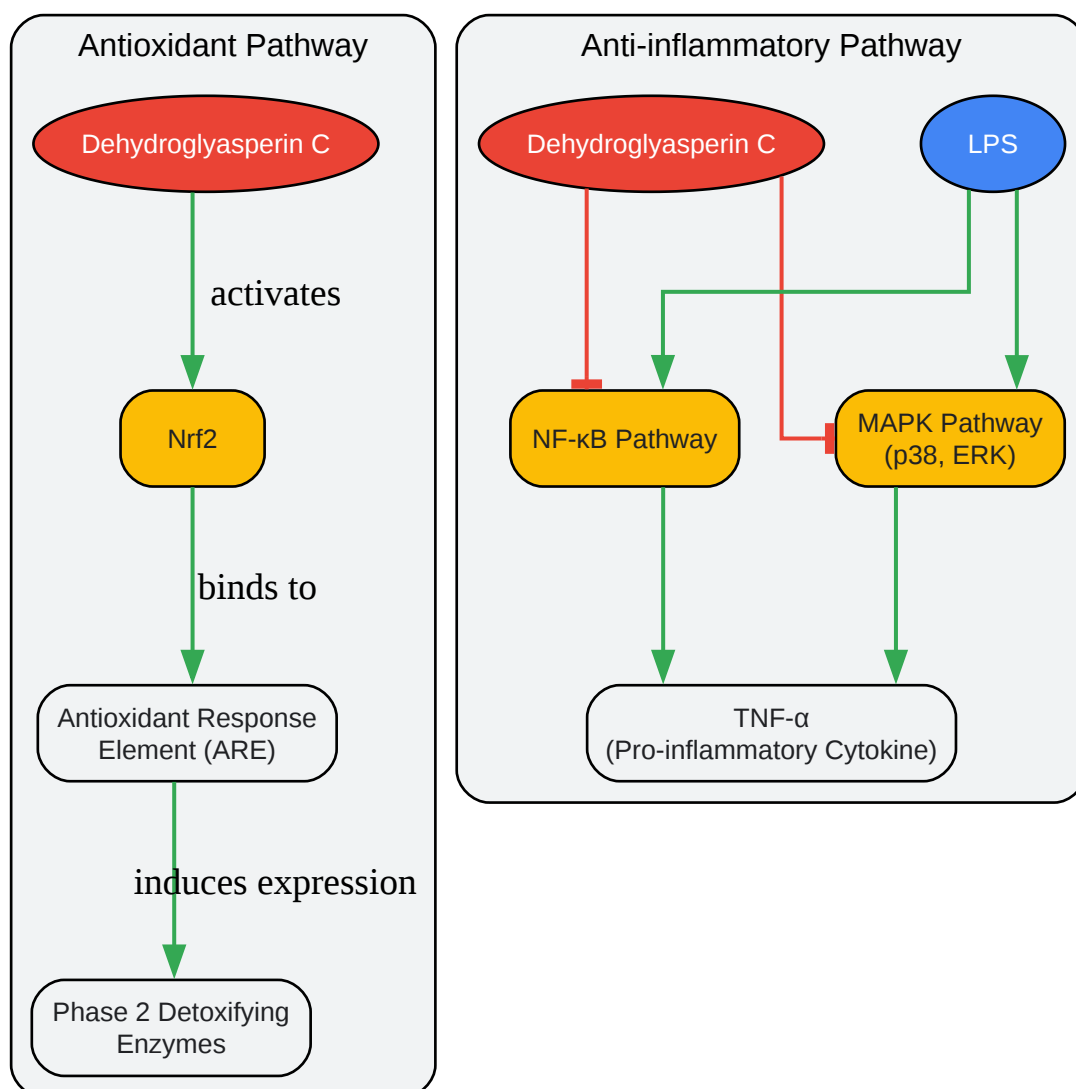 Antioxidant Pathway
Dehydroglyasperin C
activates
Nrf2
binds to
Antioxidant Response
Element (ARE)
induces expression
Phase 2 Detoxifying
Enzymes
Anti-inflammatory Pathway
Dehydroglyasperin C
LPS
NF-κB Pathway
MAPK Pathway
(p38, ERK)
TNF-α
(Pro-inflammatory Cytokine)